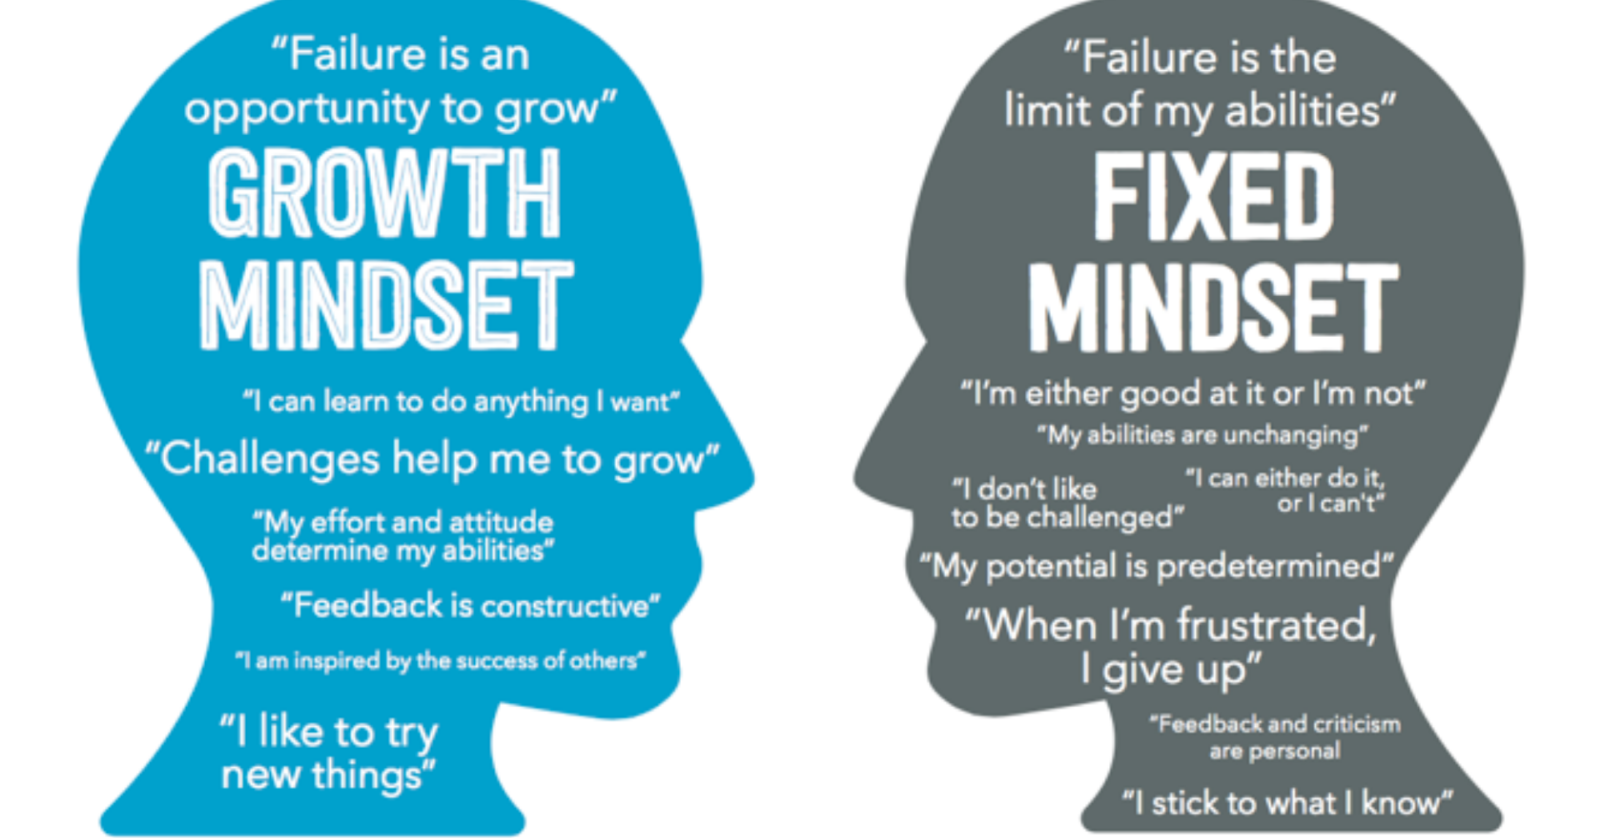 “Failure is an
opportunity to grow”
GROWTH
MINDSET
“I can learn to do anything I want”
“Challenges help me to grow”
“My effort and attitude
determine my abilities”
“Feedback is constructive”
“I am inspired by the success of others”
“I like to try
new things”
“Failure is the
limit of my abilities”
FIXED
MINDSET
“I’m either good at it or I’m not”
“My abilities are unchanging”
“I don’t like
to be challenged”
“I can either do it,
or I can't”
“My potential is predetermined”
“When I’m frustrated,
I give up”
“Feedback and criticism
are personal
“I stick to what I know”